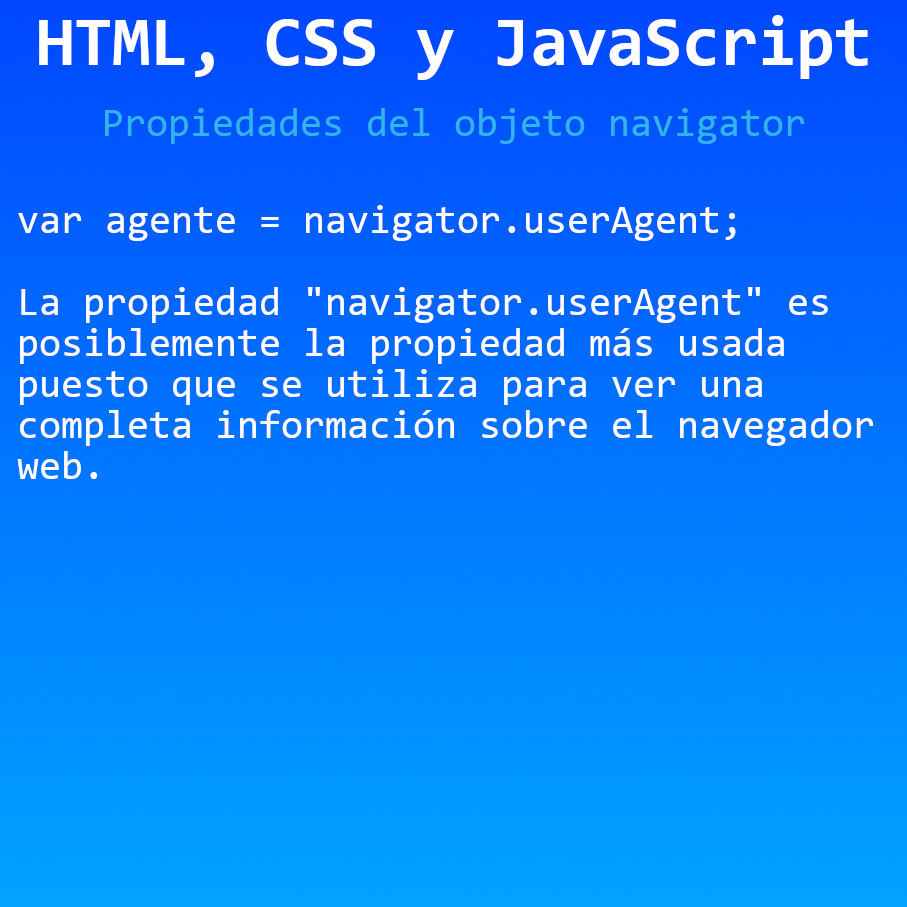 HTML, CSS y JavaScript
Propiedades del objeto navigator
var agente = navigator.userAgent;
La propiedad "navigator.userAgent" es
posiblemente la propiedad más usada
puesto que se utiliza para ver una
completa información sobre el navegador
web.